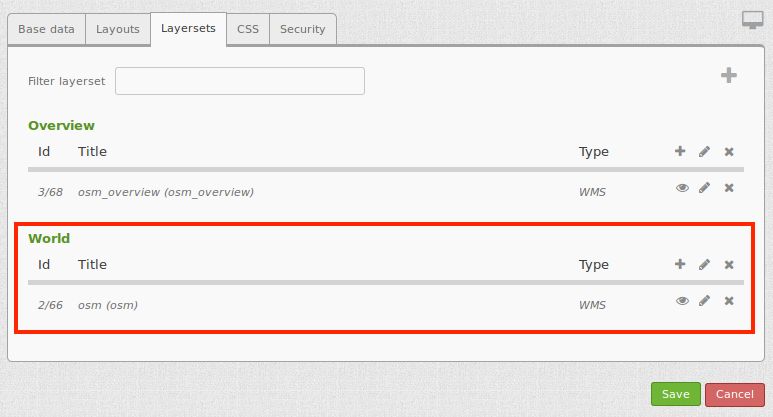 Base data Layouts Layersets CSS Security
Filter layerset
Overview
Id Title Type
3/68 osm_overview (osm_overview) WMS
World
Id Title Type
2/66 osm (osm) WMS
Save Cancel